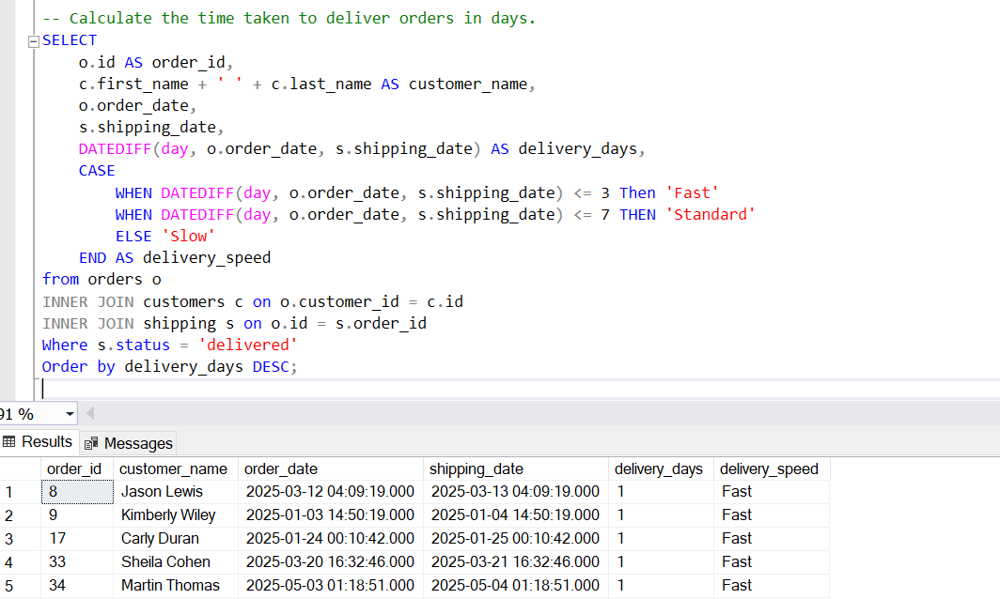 -- Calculate the time taken to deliver orders in days.
SELECT
o.id AS order_id,
c.first_name + ' ' + c.last_name AS customer_name,
o.order_date,
s.shipping_date,
DATEDIFF(day, o.order_date, s.shipping_date) AS delivery_days,
CASE
WHEN DATEDIFF(day, o.order_date, s.shipping_date) <= 3 Then 'Fast'
WHEN DATEDIFF(day, o.order_date, s.shipping_date) <= 7 THEN 'Standard'
ELSE 'Slow'
END AS delivery_speed
from orders o
INNER JOIN customers c on o.customer_id = c.id
INNER JOIN shipping s on o.id = s.order_id
Where s.status = 'delivered'
Order by delivery_days DESC;
91 %
Results Messages
order_id customer_name order_date shipping_date delivery_days delivery_speed
1 8 Jason Lewis 2025-03-12 04:09:19.000 2025-03-13 04:09:19.000 1 Fast
2 9 Kimberly Wiley 2025-01-03 14:50:19.000 2025-01-04 14:50:19.000 1 Fast
3 17 Carly Duran 2025-01-24 00:10:42.000 2025-01-25 00:10:42.000 1 Fast
4 33 Sheila Cohen 2025-03-20 16:32:46.000 2025-03-21 16:32:46.000 1 Fast
5 34 Martin Thomas 2025-05-03 01:18:51.000 2025-05-04 01:18:51.000 1 Fast